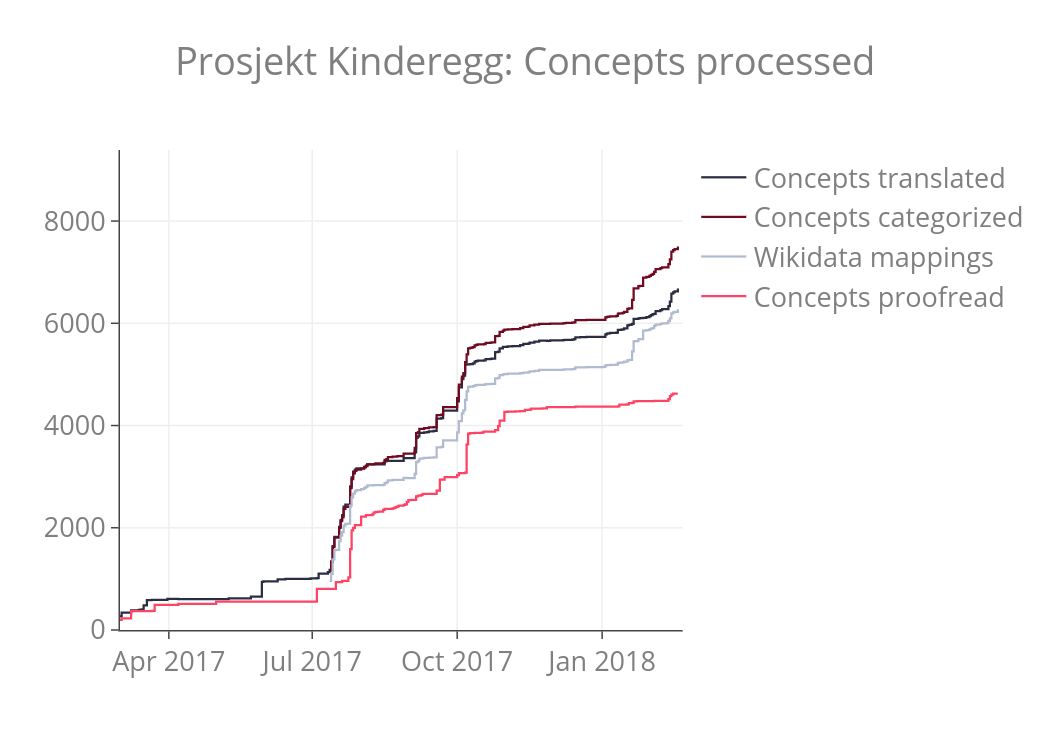 Prosjekt Kinderegg: Concepts processed
Concepts translated
Concepts categorized
Wikidata mappings
Concepts proofread
8000
6000
4000
2000
0
Apr 2017 Jul 2017 Oct 2017 Jan 2018